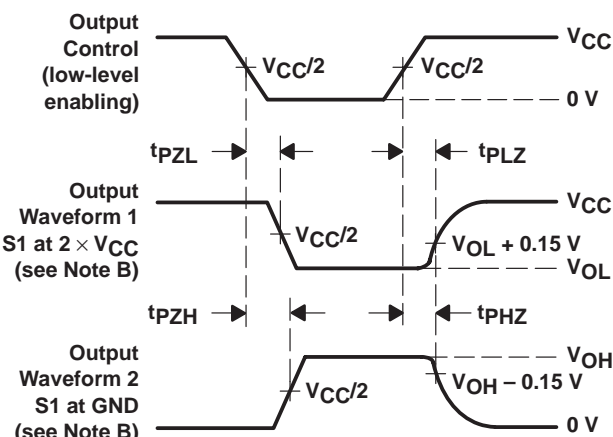 Output
Control
(low-level
enabling)
VCC/2
VCC/2
VCC
0 V
tPZL
tPLZ
Output
Waveform 1
S1 at 2 × VCC
(see Note B)
VCC/2
VCC
VOL + 0.15 V
VOL
tPZH
tPHZ
Output
Waveform 2
S1 at GND
(see Note B)
VCC/2
VOH
VOH − 0.15 V
0 V